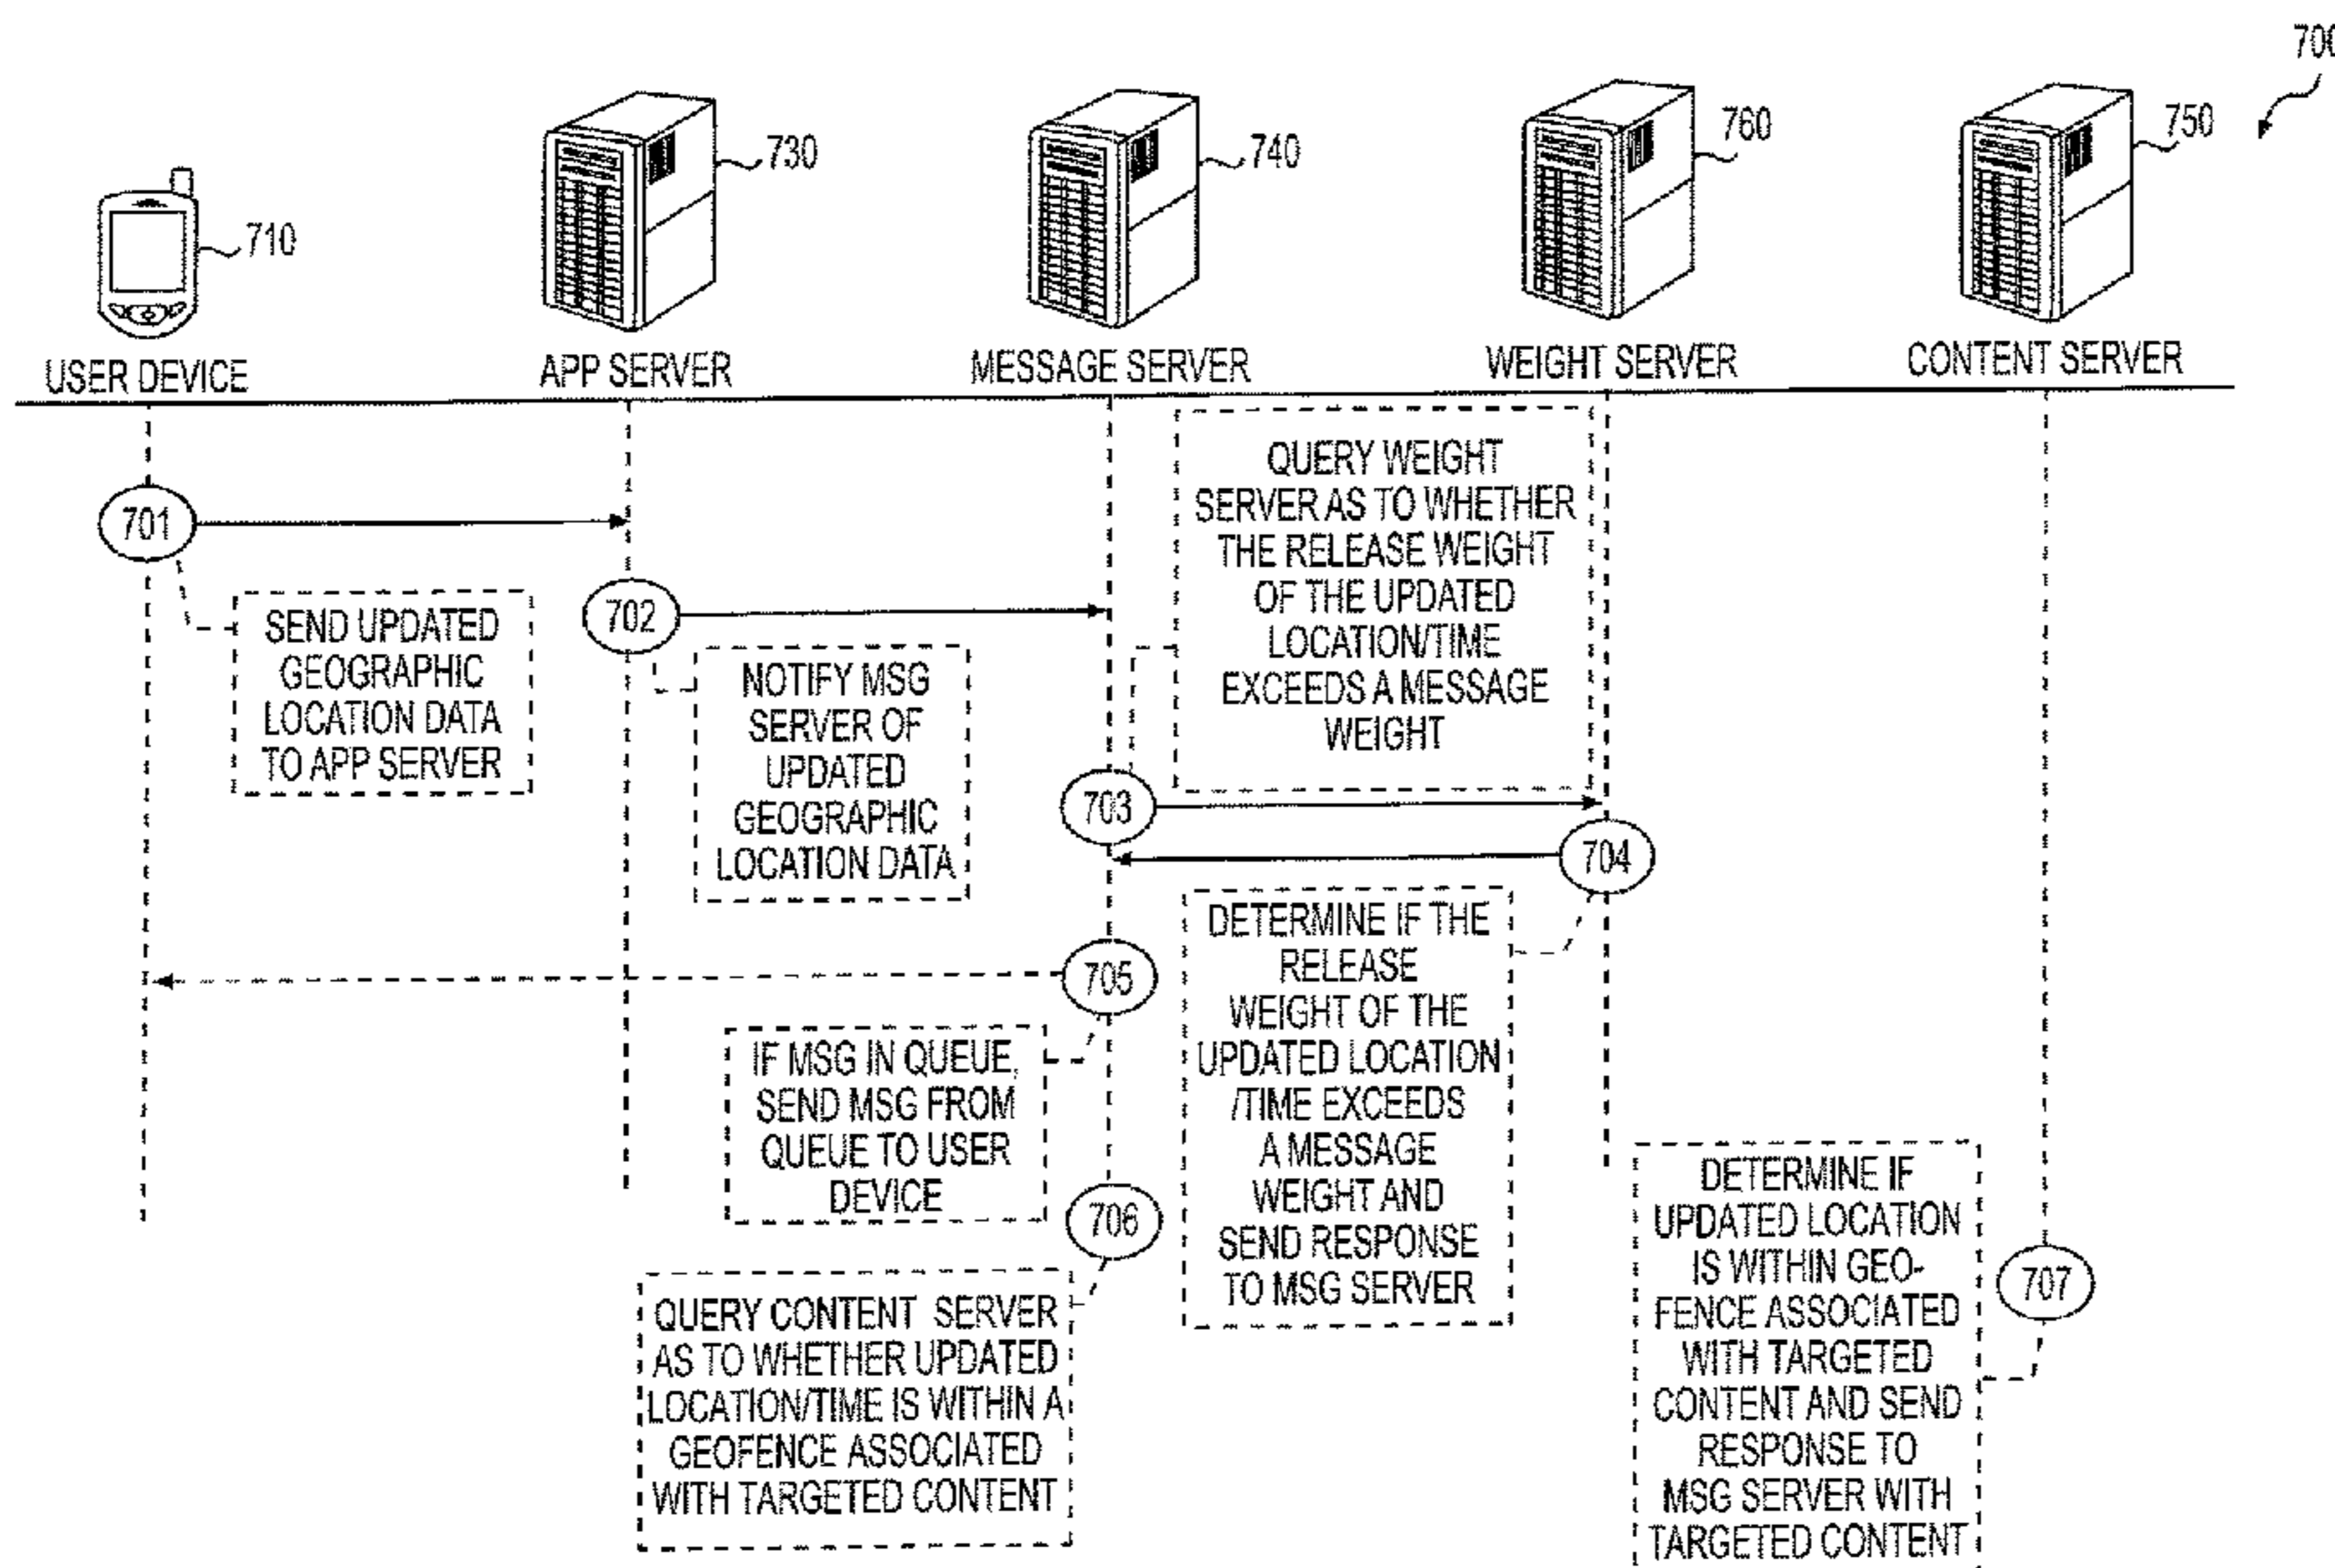 700
730
740
760
750
710
USER DEVICE
APP SERVER
MESSAGE SERVER
WEIGHT SERVER
CONTENT SERVER
701
SEND UPDATED
GEOGRAPHIC
LOCATION DATA
TO APP SERVER
702
NOTIFY MSG
SERVER OF
UPDATED
GEOGRAPHIC
LOCATION DATA
QUERY WEIGHT
SERVER AS TO WHETHER
THE RELEASE WEIGHT
OF THE UPDATED
LOCATION/TIME
EXCEEDS A MESSAGE
WEIGHT
703
704
DETERMINE IF THE
RELEASE
WEIGHT OF THE
UPDATED LOCATION
/TIME EXCEEDS
A MESSAGE
WEIGHT AND
SEND RESPONSE
TO MSG SERVER
705
IF MSG IN QUEUE,
SEND MSG FROM
QUEUE TO USER
DEVICE
706
QUERY CONTENT SERVER
AS TO WHETHER UPDATED
LOCATION/TIME IS WITHIN A
GEOFENCE ASSOCIATED
WITH TARGETED CONTENT
707
DETERMINE IF
UPDATED LOCATION
IS WITHIN GEO-
FENCE ASSOCIATED
WITH TARGETED
CONTENT AND SEND
RESPONSE TO
MSG SERVER WITH
TARGETED CONTENT